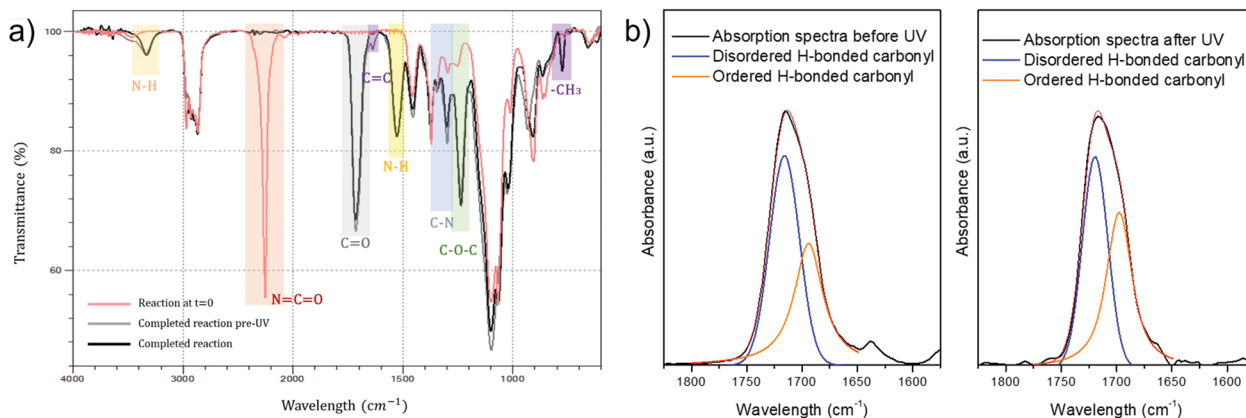 a)
Transmittance (%)
100
80
60
N-H
N=C=O
C=O
C=C
N-H
C-N
C-O-C
-CH₃
Reaction at t=0
Completed reaction pre-UV
Completed reaction
4000
3000
2000
1500
1000
Wavelength (cm⁻¹)
b)
Absorbance (a.u.)
Absorption spectra before UV
Disordered H-bonded carbonyl
Ordered H-bonded carbonyl
1800 1750 1700 1650 1600
Wavelength (cm⁻¹)
Absorbance (a.u.)
Absorption spectra after UV
Disordered H-bonded carbonyl
Ordered H-bonded carbonyl
1800 1750 1700 1650 1600
Wavelength (cm⁻¹)